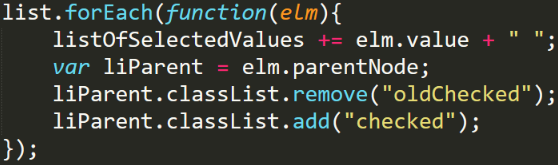 list.forEach(function(elm){
    listOfSelectedValues += elm.value + " ";
    var liParent = elm.parentNode;
    liParent.classList.remove("oldChecked");
    liParent.classList.add("checked");
});